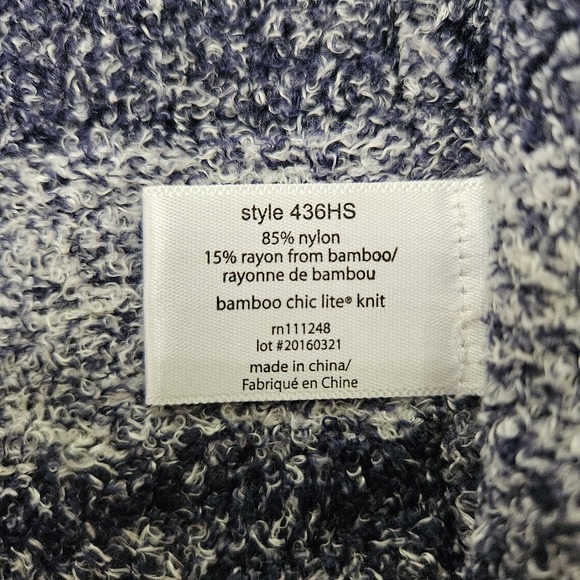 style 436HS
85% nylon
15% rayon from bamboo/
rayonne de bambou
bamboo chic lite® knit
rn111248
lot #20160321
made in china/
Fabriqué en Chine